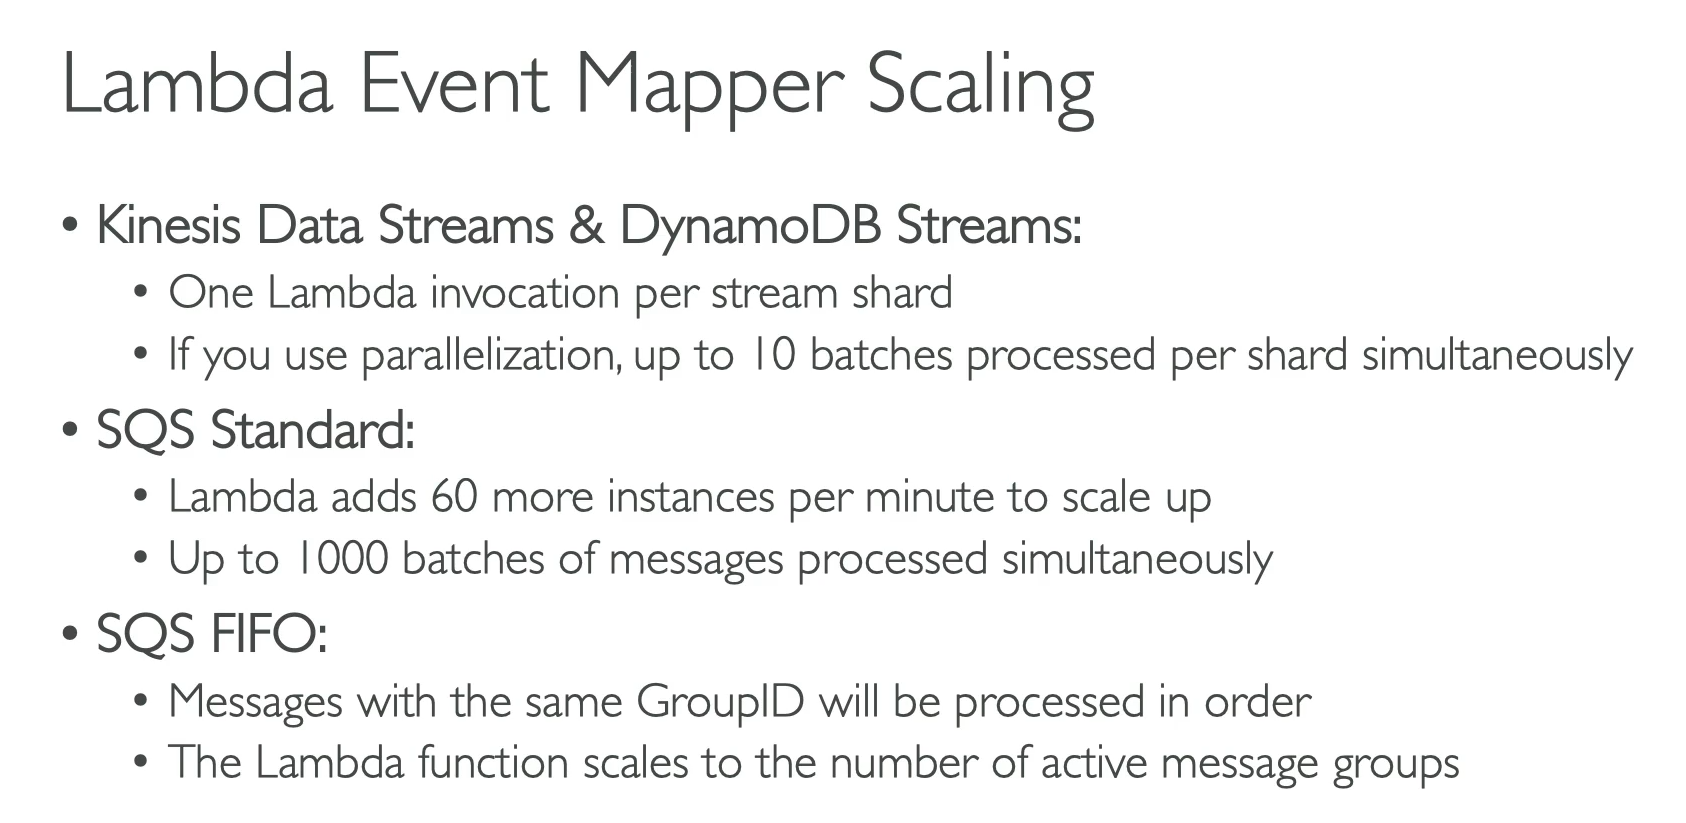 Lambda Event Mapper Scaling
• Kinesis Data Streams & DynamoDB Streams:
• One Lambda invocation per stream shard
• If you use parallelization, up to 10 batches processed per shard simultaneously
• SQS Standard:
• Lambda adds 60 more instances per minute to scale up
• Up to 1000 batches of messages processed simultaneously
• SQS FIFO:
• Messages with the same GroupID will be processed in order
• The Lambda function scales to the number of active message groups